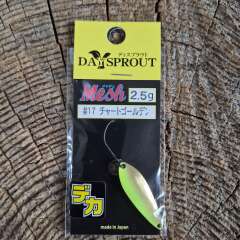 ディスプラウト
DAYSPROUT
Mesh 2.5g
#17 チャートゴールデン
デカ
made in Japan